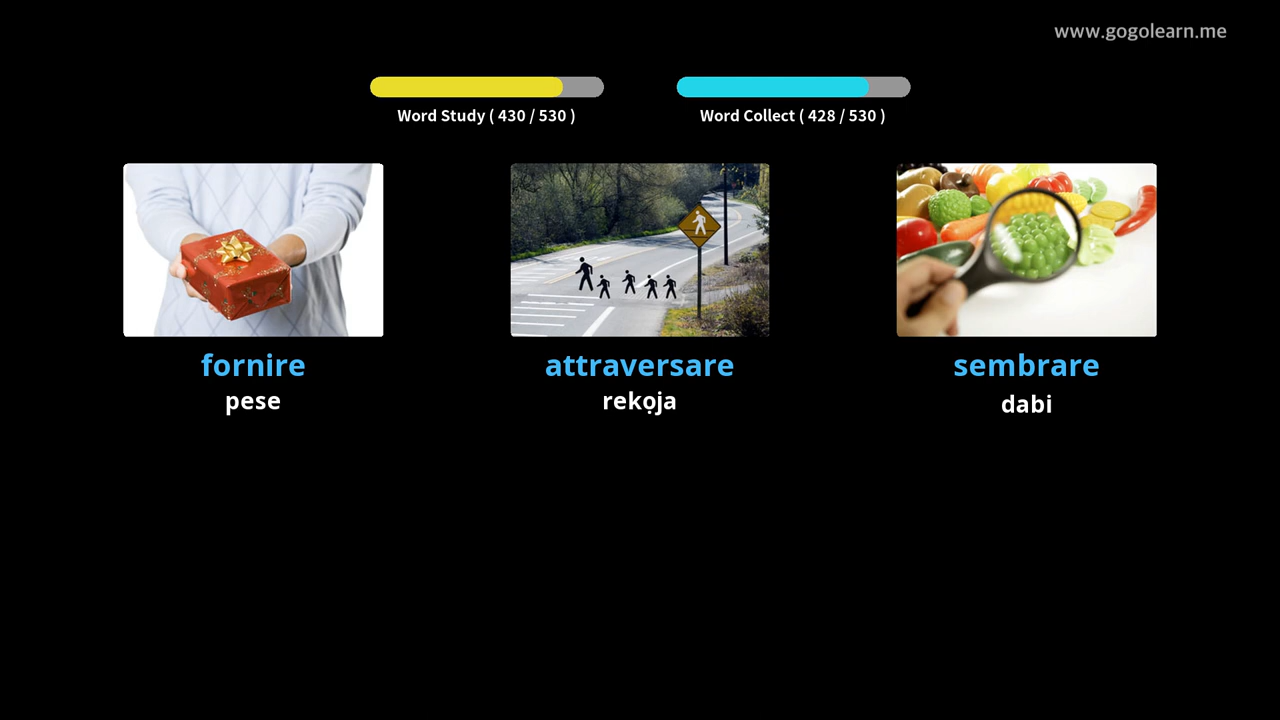 www.gogolearn.me
Word Study ( 430 / 530 )
Word Collect ( 428 / 530 )
fornire
attraversare
sembrare
pese
rekọja
dabi